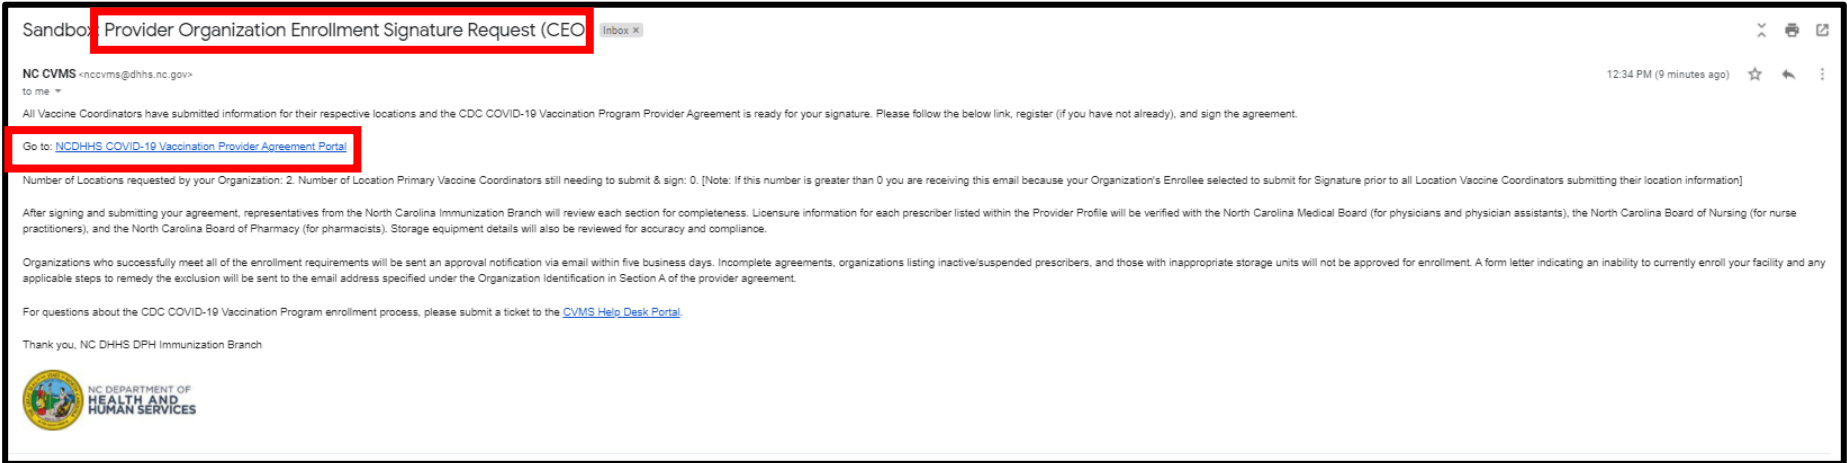 Sandbox: Provider Organization Enrollment Signature Request (CEO) Inbox ×
NC CVMS <nccvms@dhhs.nc.gov> 12:34 PM (9 minutes ago)
to me
All Vaccine Coordinators have submitted information for their respective locations and the CDC COVID-19 Vaccination Program Provider Agreement is ready for your signature. Please follow the below link, register (if you have not already), and sign the agreement.
Go to: NCDHHS COVID-19 Vaccination Provider Agreement Portal
Number of Locations requested by your Organization: 2. Number of Location Primary Vaccine Coordinators still needing to submit & sign: 0. [Note: If this number is greater than 0 you are receiving this email because your Organization's Enrollee selected to submit for Signature prior to all Location Vaccine Coordinators submitting their location information]
After signing and submitting your agreement, representatives from the North Carolina Immunization Branch will review each section for completeness. Licensure information for each prescriber listed within the Provider Profile will be verified with the North Carolina Medical Board (for physicians and physician assistants), the North Carolina Board of Nursing (for nurse
practitioners), and the North Carolina Board of Pharmacy (for pharmacists). Storage equipment details will also be reviewed for accuracy and compliance.
Organizations who successfully meet all of the enrollment requirements will be sent an approval notification via email within five business days. Incomplete agreements, organizations listing inactive/suspended prescribers, and those with inappropriate storage units will not be approved for enrollment. A form letter indicating an inability to currently enroll your facility and any
applicable steps to remedy the exclusion will be sent to the email address specified under the Organization Identification in Section A of the provider agreement.
For questions about the CDC COVID-19 Vaccination Program enrollment process, please submit a ticket to the CVMS Help Desk Portal.
Thank you, NC DHHS DPH Immunization Branch
NC DEPARTMENT OF
HEALTH AND
HUMAN SERVICES